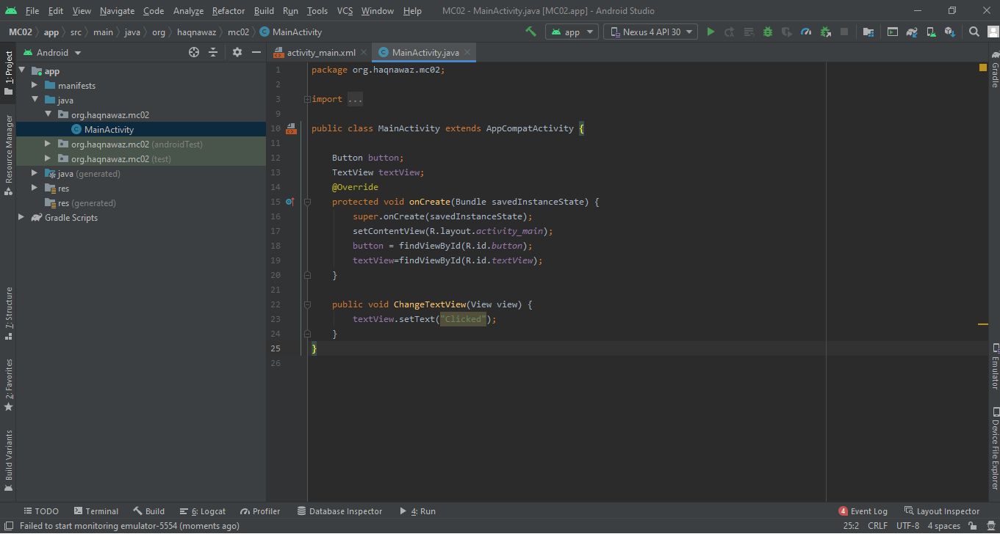 File Edit View Navigate Code Analyze Refactor Build Run Tools VCS Window Help MC02 - MainActivity.java [MC02.app] - Android Studio
MC02 app src main java org haqnawaz mc02 MainActivity app Nexus 4 API 30
Android
activity_main.xml MainActivity.java
1: Project
Resource Manager
7: Structure
2: Favorites
Build Variants
app
manifests
java
org.haqnawaz.mc02
MainActivity
org.haqnawaz.mc02 (androidTest)
org.haqnawaz.mc02 (test)
java (generated)
res
res (generated)
Gradle Scripts
1 package org.haqnawaz.mc02;
2
3 import ...
9
10 public class MainActivity extends AppCompatActivity {
11
12 Button button;
13 TextView textView;
14 @Override
15 protected void onCreate(Bundle savedInstanceState) {
16 super.onCreate(savedInstanceState);
17 setContentView(R.layout.activity_main);
18 button = findViewById(R.id.button);
19 textView=findViewById(R.id.textView);
20 }
21
22 public void ChangeTextView(View view) {
23 textView.setText("Clicked");
24 }
25 }
26
Gradle
Emulator
Device File Explorer
TODO Terminal Build 6: Logcat Profiler Database Inspector 4: Run 4 Event Log Layout Inspector
Failed to start monitoring emulator-5554 (moments ago) 25:2 CRLF UTF-8 4 spaces